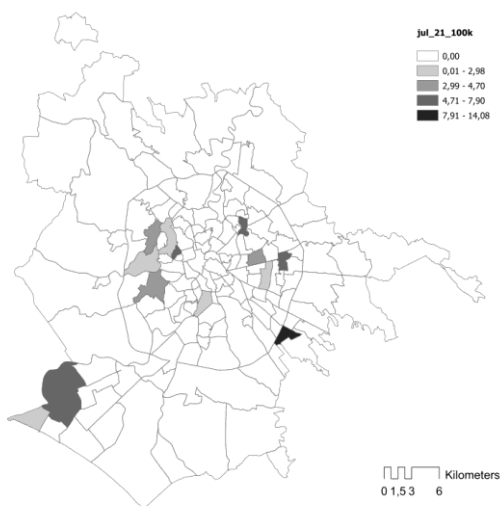 jul_21_100k
0,00
0,01 - 2,98
2,99 - 4,70
4,71 - 7,90
7,91 - 14,08
Kilometers
0 1,5 3 6